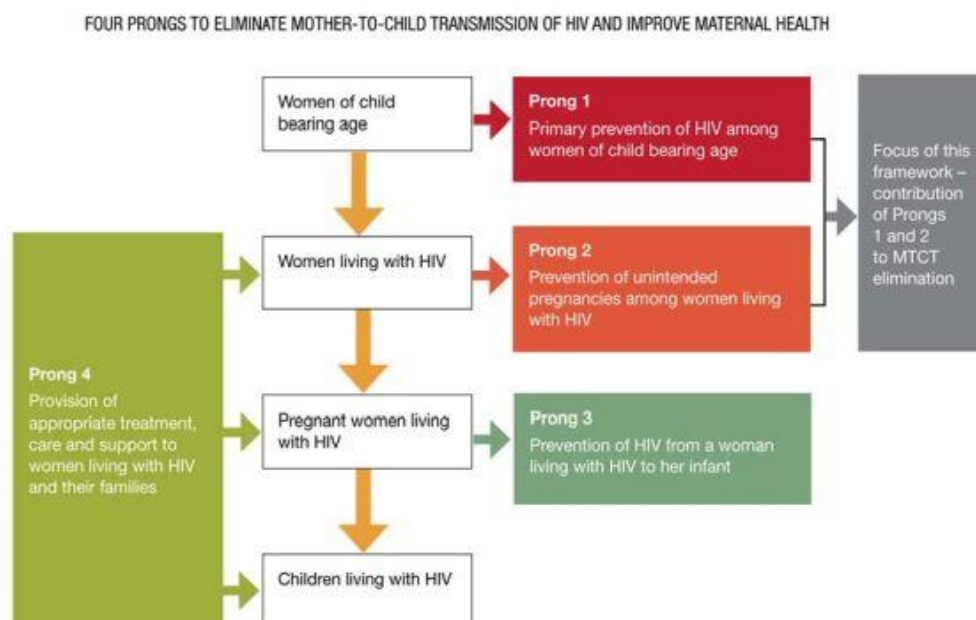 FOUR PRONGS TO ELIMINATE MOTHER-TO-CHILD TRANSMISSION OF HIV AND IMPROVE MATERNAL HEALTH
Women of child
bearing age
Prong 1
Primary prevention of HIV among
women of child bearing age
Focus of this
framework –
contribution
of Prongs
1 and 2
to MTCT
elimination
Women living with HIV
Prong 2
Prevention of unintended
pregnancies among women living
with HIV
Prong 4
Provision of
appropriate treatment,
care and support to
women living with HIV
and their families
Pregnant women living
with HIV
Prong 3
Prevention of HIV from a woman
living with HIV to her infant
Children living with HIV